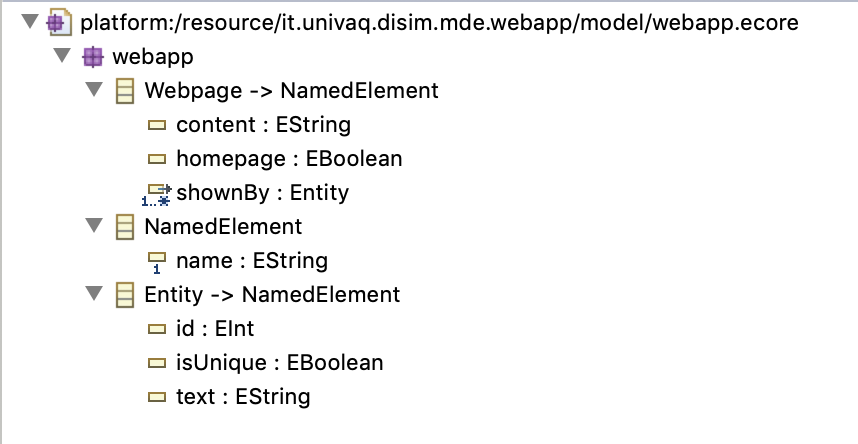 platform:/resource/it.univaq.disim.mde.webapp/model/webapp.ecore
webapp
Webpage -> NamedElement
content : EString
homepage : EBoolean
1..* shownBy : Entity
NamedElement
1 name : EString
Entity -> NamedElement
id : EInt
isUnique : EBoolean
text : EString